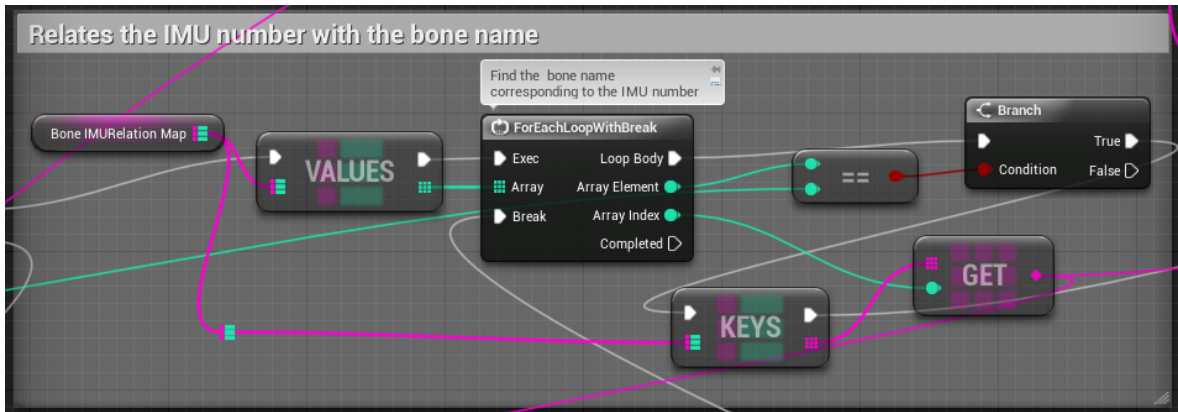 Relates the IMU number with the bone name
Find the bone name
corresponding to the IMU number
Bone IMURelation Map
VALUES
ForEachLoopWithBreak
Exec
Loop Body
Array
Array Element
Break
Array Index
Completed
==
Branch
True
Condition
False
KEYS
GET